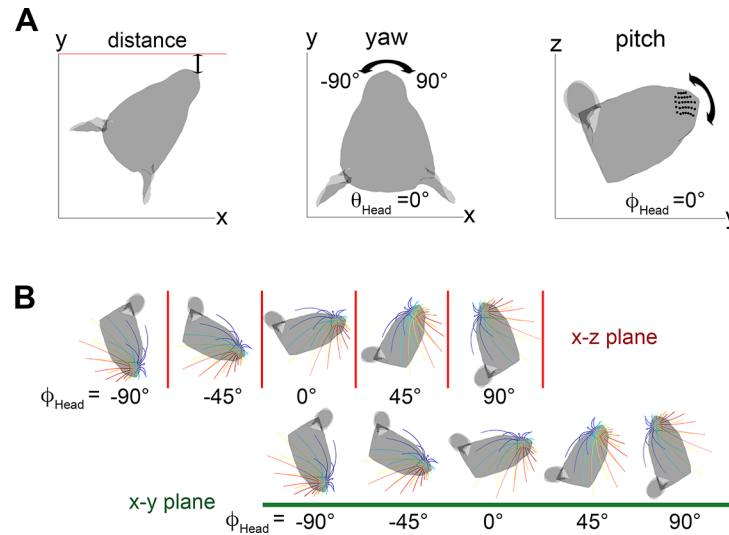 A
y distance
x
y yaw
-90° 90°
θHead =0°
x
z pitch
ϕHead =0°
y
B
x-z plane
ϕHead = -90° -45° 0° 45° 90°
x-y plane
ϕHead= -90° -45° 0° 45° 90°